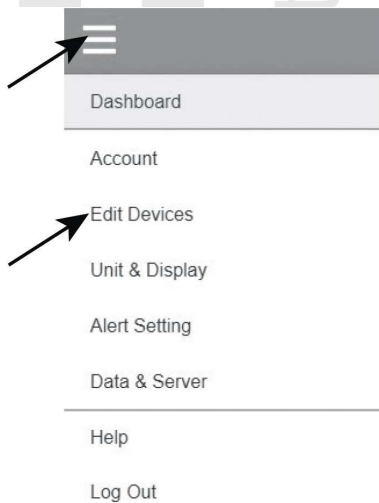 Dashboard
Account
Edit Devices
Unit & Display
Alert Setting
Data & Server
Help
Log Out